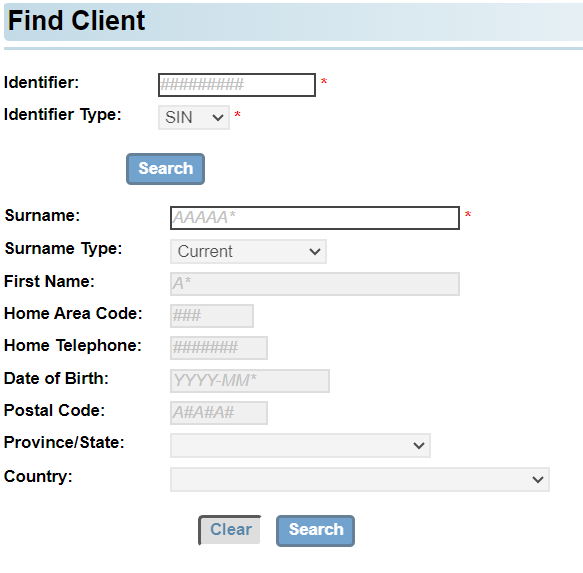 Find Client
Identifier: ######### *
Identifier Type: SIN *
Search
Surname: AAAAA* *
Surname Type: Current
First Name: A*
Home Area Code: ###
Home Telephone: #######
Date of Birth: YYYY-MM*
Postal Code: A#A#A#
Province/State:
Country:
Clear Search